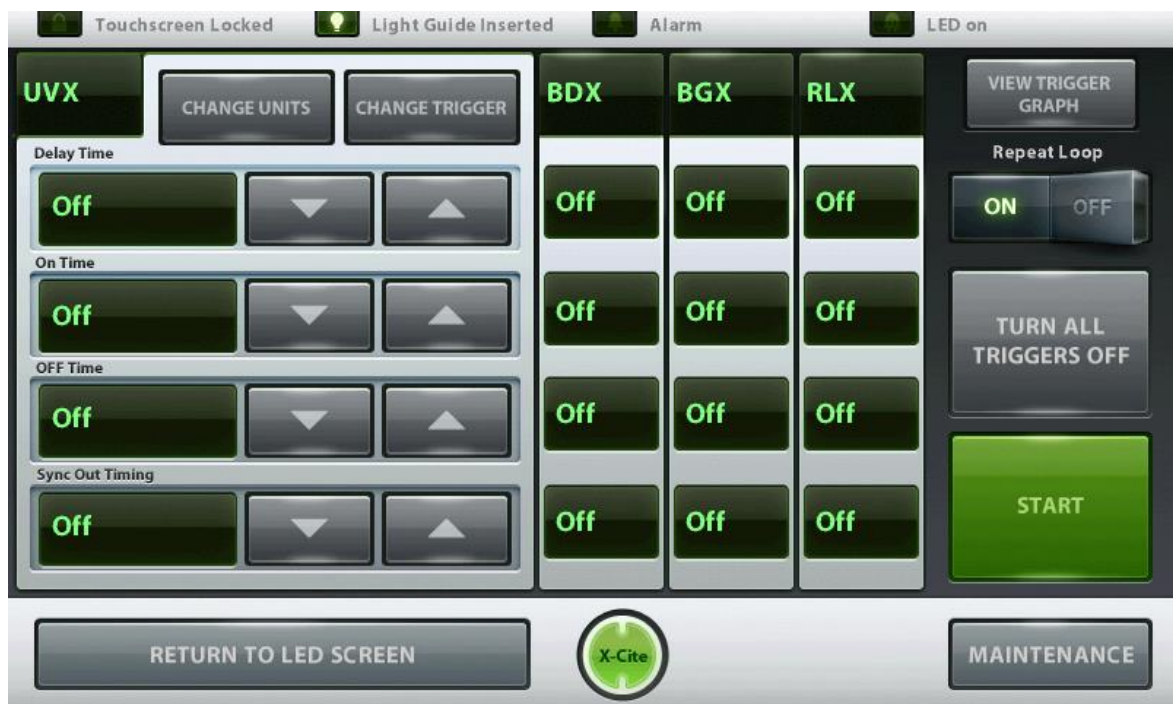 Touchscreen Locked Light Guide Inserted Alarm LED on
UVX CHANGE UNITS CHANGE TRIGGER BDX BGX RLX VIEW TRIGGER
GRAPH
Delay Time Repeat Loop
Off Off Off Off ON OFF
On Time
Off Off Off Off TURN ALL
TRIGGERS OFF
OFF Time
Off Off Off Off
Sync Out Timing
Off Off Off Off START
RETURN TO LED SCREEN X-Cite MAINTENANCE